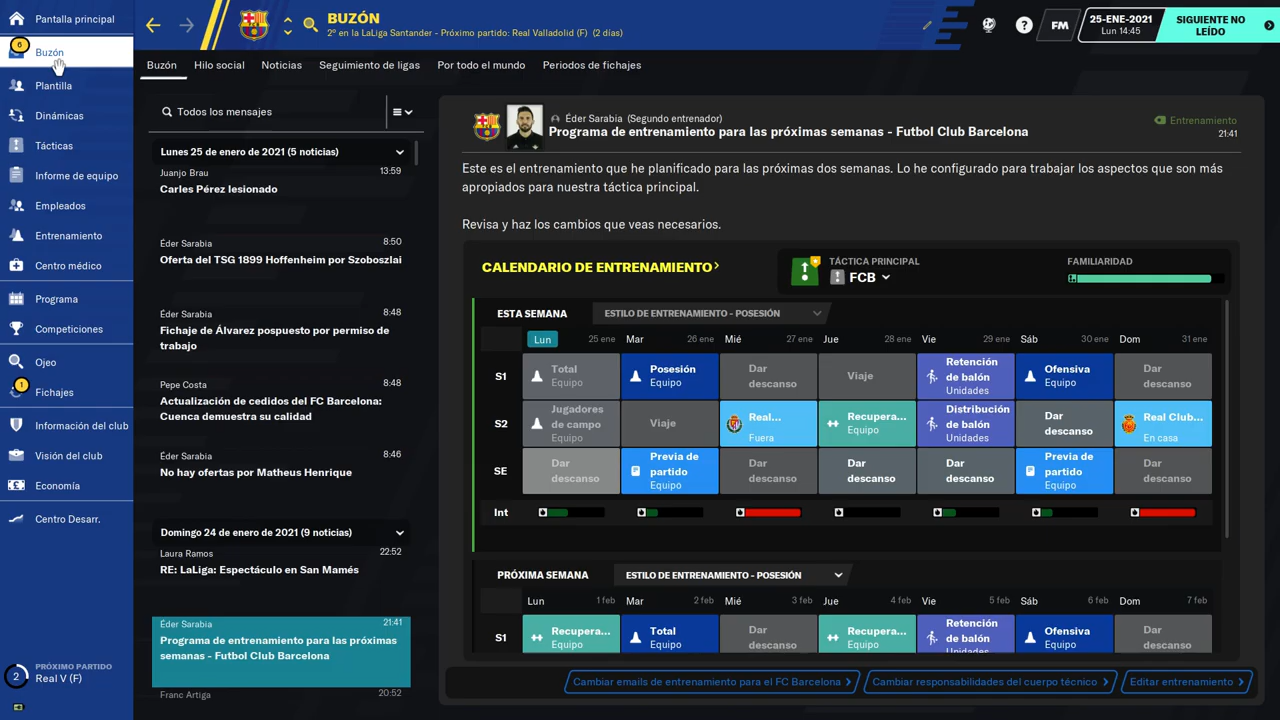 Pantalla principal
6
Buzón
Plantilla
Dinámicas
Tácticas
Informe de equipo
Empleados
Entrenamiento
Centro médico
Programa
Competiciones
Ojeo
1
Fichajes
Información del club
Visión del club
Economía
Centro Desarr.
2
PRÓXIMO PARTIDO
Real V (F)
BUZÓN
2º en la LaLiga Santander - Próximo partido: Real Valladolid (F) (2 días)
?
FM
25-ENE-2021
Lun 14:45
SIGUIENTE NO
LEÍDO
Buzón Hilo social Noticias Seguimiento de ligas Por todo el mundo Periodos de fichajes
Todos los mensajes
Lunes 25 de enero de 2021 (5 noticias)
Juanjo Brau 13:59
Carles Pérez lesionado
Éder Sarabia 8:50
Oferta del TSG 1899 Hoffenheim por Szoboszlai
Éder Sarabia 8:48
Fichaje de Álvarez pospuesto por permiso de
trabajo
Pepe Costa 8:48
Actualización de cedidos del FC Barcelona:
Cuenca demuestra su calidad
Éder Sarabia 8:46
No hay ofertas por Matheus Henrique
Domingo 24 de enero de 2021 (9 noticias)
Laura Ramos 22:52
RE: LaLiga: Espectáculo en San Mamés
Éder Sarabia 21:41
Programa de entrenamiento para las próximas
semanas - Futbol Club Barcelona
Franc Artiga 20:52
Éder Sarabia (Segundo entrenador)
Programa de entrenamiento para las próximas semanas - Futbol Club Barcelona
Entrenamiento
21:41
Este es el entrenamiento que he planificado para las próximas dos semanas. Lo he configurado para trabajar los aspectos que son más
apropiados para nuestra táctica principal.
Revisa y haz los cambios que veas necesarios.
CALENDARIO DE ENTRENAMIENTO
TÁCTICA PRINCIPAL
FCB
FAMILIARIDAD
ESTA SEMANA ESTILO DE ENTRENAMIENTO - POSESIÓN
Lun 25 ene Mar 26 ene Mié 27 ene Jue 28 ene Vie 29 ene Sáb 30 ene Dom 31 ene
S1
Total
Equipo
Posesión
Equipo
Dar
descanso
Viaje
Retención
de balón
Unidades
Ofensiva
Equipo
Dar
descanso
S2
Jugadores
de campo
Equipo
Viaje
Real...
Fuera
Recupera...
Equipo
Distribución
de balón
Unidades
Dar
descanso
Real Club...
En casa
SE
Dar
descanso
Previa de
partido
Equipo
Dar
descanso
Dar
descanso
Dar
descanso
Previa de
partido
Equipo
Dar
descanso
Int
PRÓXIMA SEMANA ESTILO DE ENTRENAMIENTO - POSESIÓN
Lun 1 feb Mar 2 feb Mié 3 feb Jue 4 feb Vie 5 feb Sáb 6 feb Dom 7 feb
S1
Recupera...
Equipo
Total
Equipo
Dar
descanso
Recupera...
Equipo
Retención
de balón
Unidades
Ofensiva
Equipo
Dar
descanso
Cambiar emails de entrenamiento para el FC Barcelona
Cambiar responsabilidades del cuerpo técnico
Editar entrenamiento